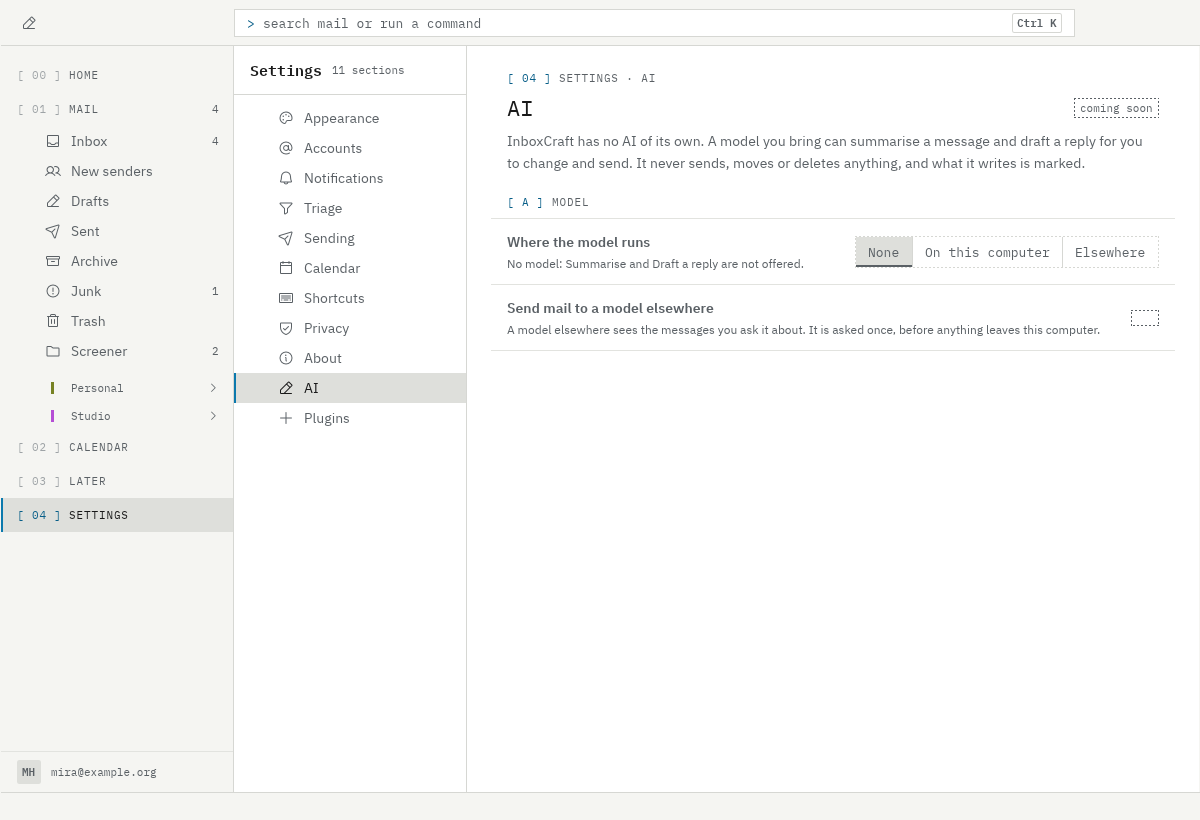 > search mail or run a command Ctrl K
[ 00 ] HOME
[ 01 ] MAIL 4
Inbox 4
New senders
Drafts
Sent
Archive
Junk 1
Trash
Screener 2
Personal
Studio
[ 02 ] CALENDAR
[ 03 ] LATER
[ 04 ] SETTINGS
MH mira@example.org
Settings 11 sections
Appearance
Accounts
Notifications
Triage
Sending
Calendar
Shortcuts
Privacy
About
AI
Plugins
[ 04 ] SETTINGS · AI
AI
coming soon
InboxCraft has no AI of its own. A model you bring can summarise a message and draft a reply for you
to change and send. It never sends, moves or deletes anything, and what it writes is marked.
[ A ] MODEL
Where the model runs
No model: Summarise and Draft a reply are not offered.
None On this computer Elsewhere
Send mail to a model elsewhere
A model elsewhere sees the messages you ask it about. It is asked once, before anything leaves this computer.